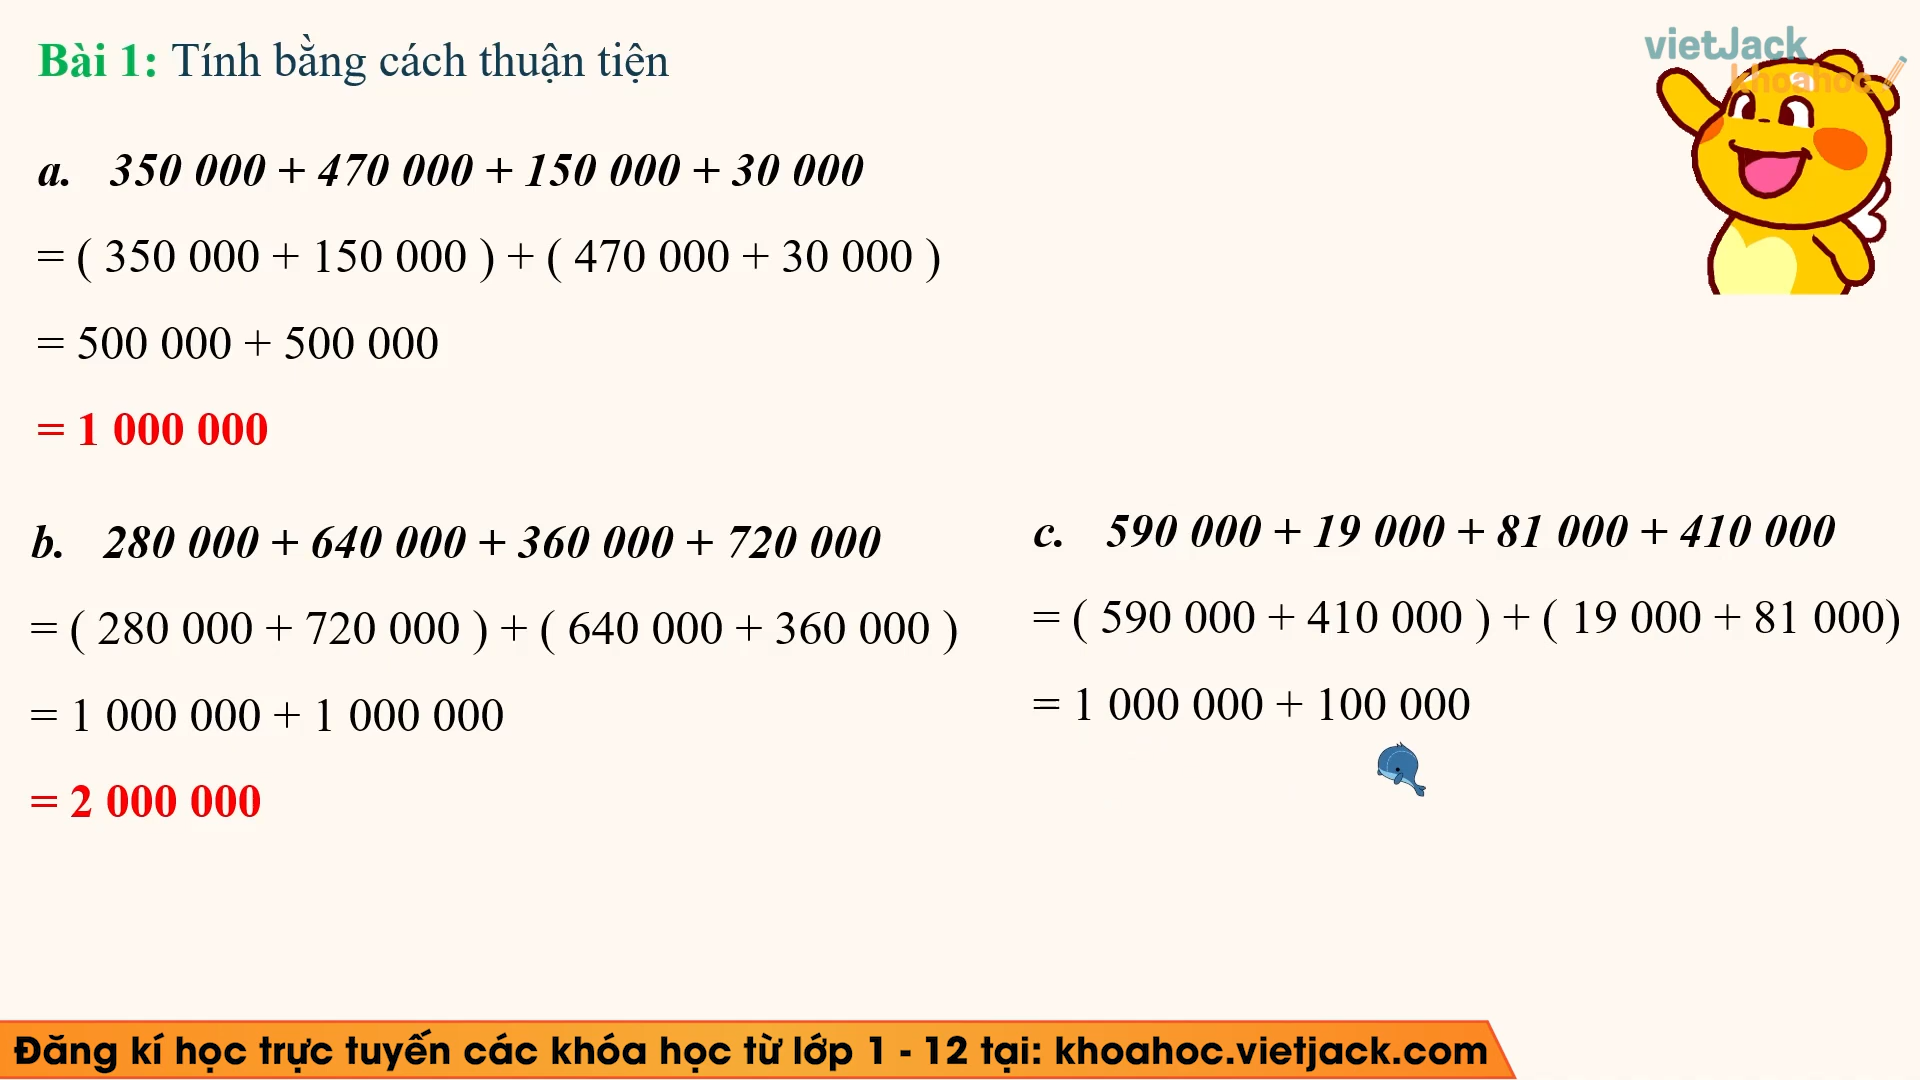 Bài 1: Tính bằng cách thuận tiện
vietJack
khoahoc
a. 350 000 + 470 000 + 150 000 + 30 000
= ( 350 000 + 150 000 ) + ( 470 000 + 30 000 )
= 500 000 + 500 000
= 1 000 000
b. 280 000 + 640 000 + 360 000 + 720 000
= ( 280 000 + 720 000 ) + ( 640 000 + 360 000 )
= 1 000 000 + 1 000 000
= 2 000 000
c. 590 000 + 19 000 + 81 000 + 410 000
= ( 590 000 + 410 000 ) + ( 19 000 + 81 000)
= 1 000 000 + 100 000
Đăng kí học trực tuyến các khóa học từ lớp 1 - 12 tại: khoahoc.vietjack.com